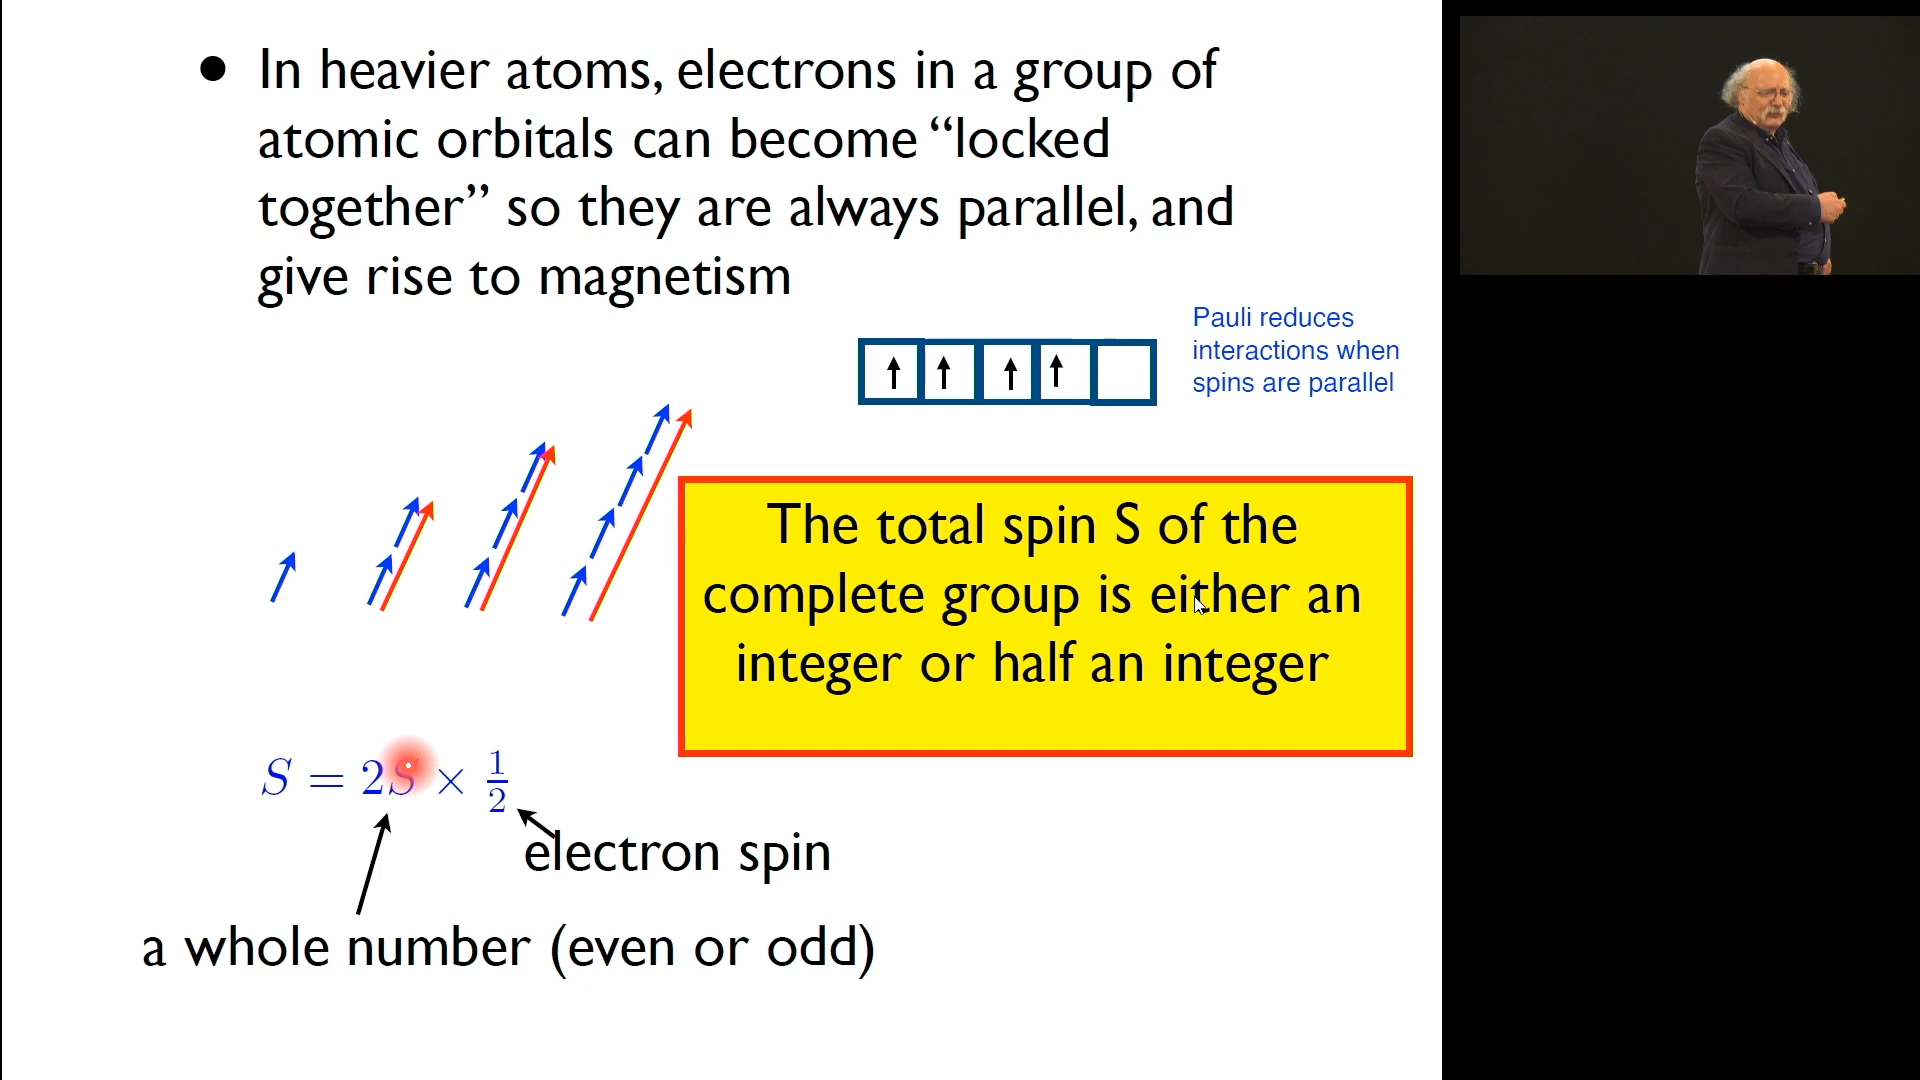 • In heavier atoms, electrons in a group of
atomic orbitals can become “locked
together” so they are always parallel, and
give rise to magnetism
Pauli reduces
interactions when
spins are parallel
The total spin S of the
complete group is either an
integer or half an integer
S = 2S × 1/2
electron spin
a whole number (even or odd)